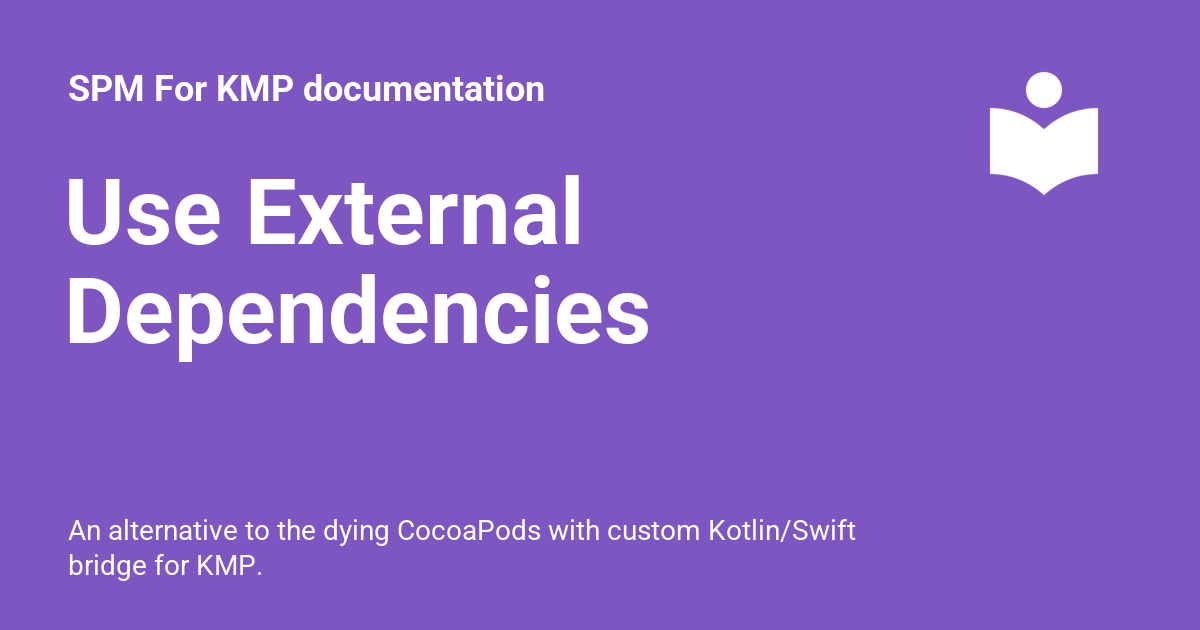 SPM For KMP documentation
Use External
Dependencies
An alternative to the dying CocoaPods with custom Kotlin/Swift
bridge for KMP.